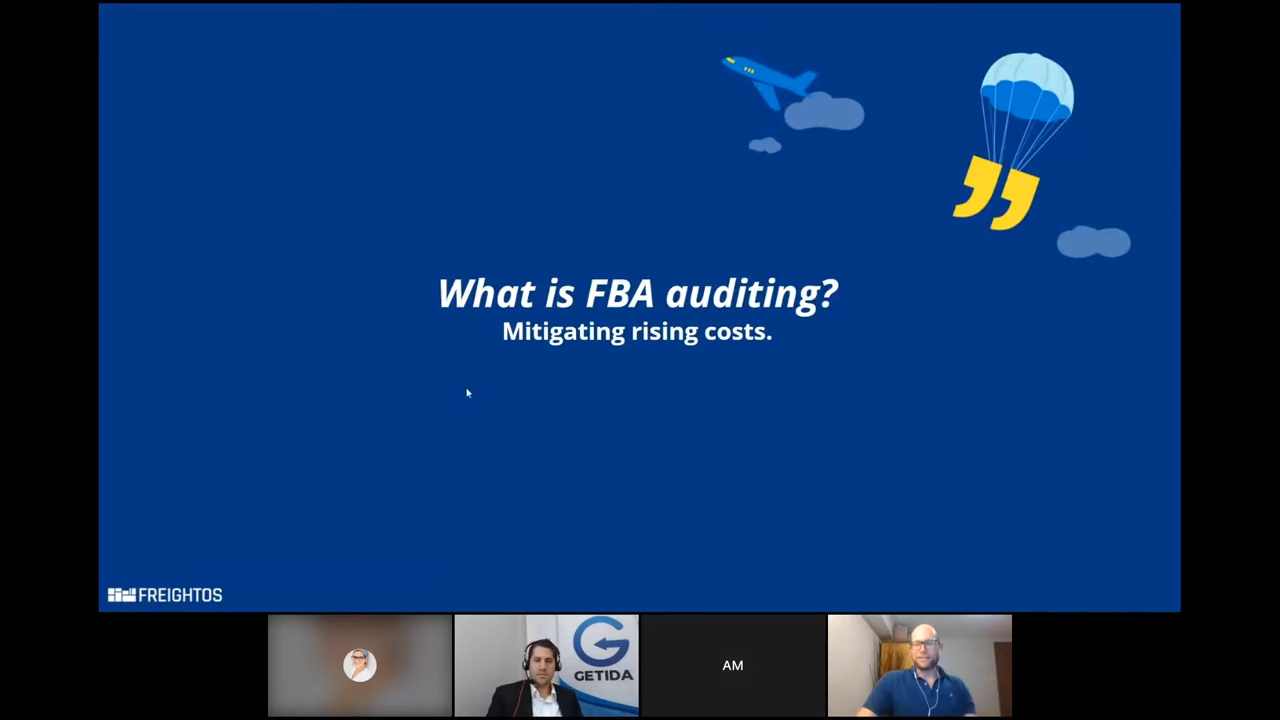 What is FBA auditing?
Mitigating rising costs.
FREIGHTOS
GETIDA
AM